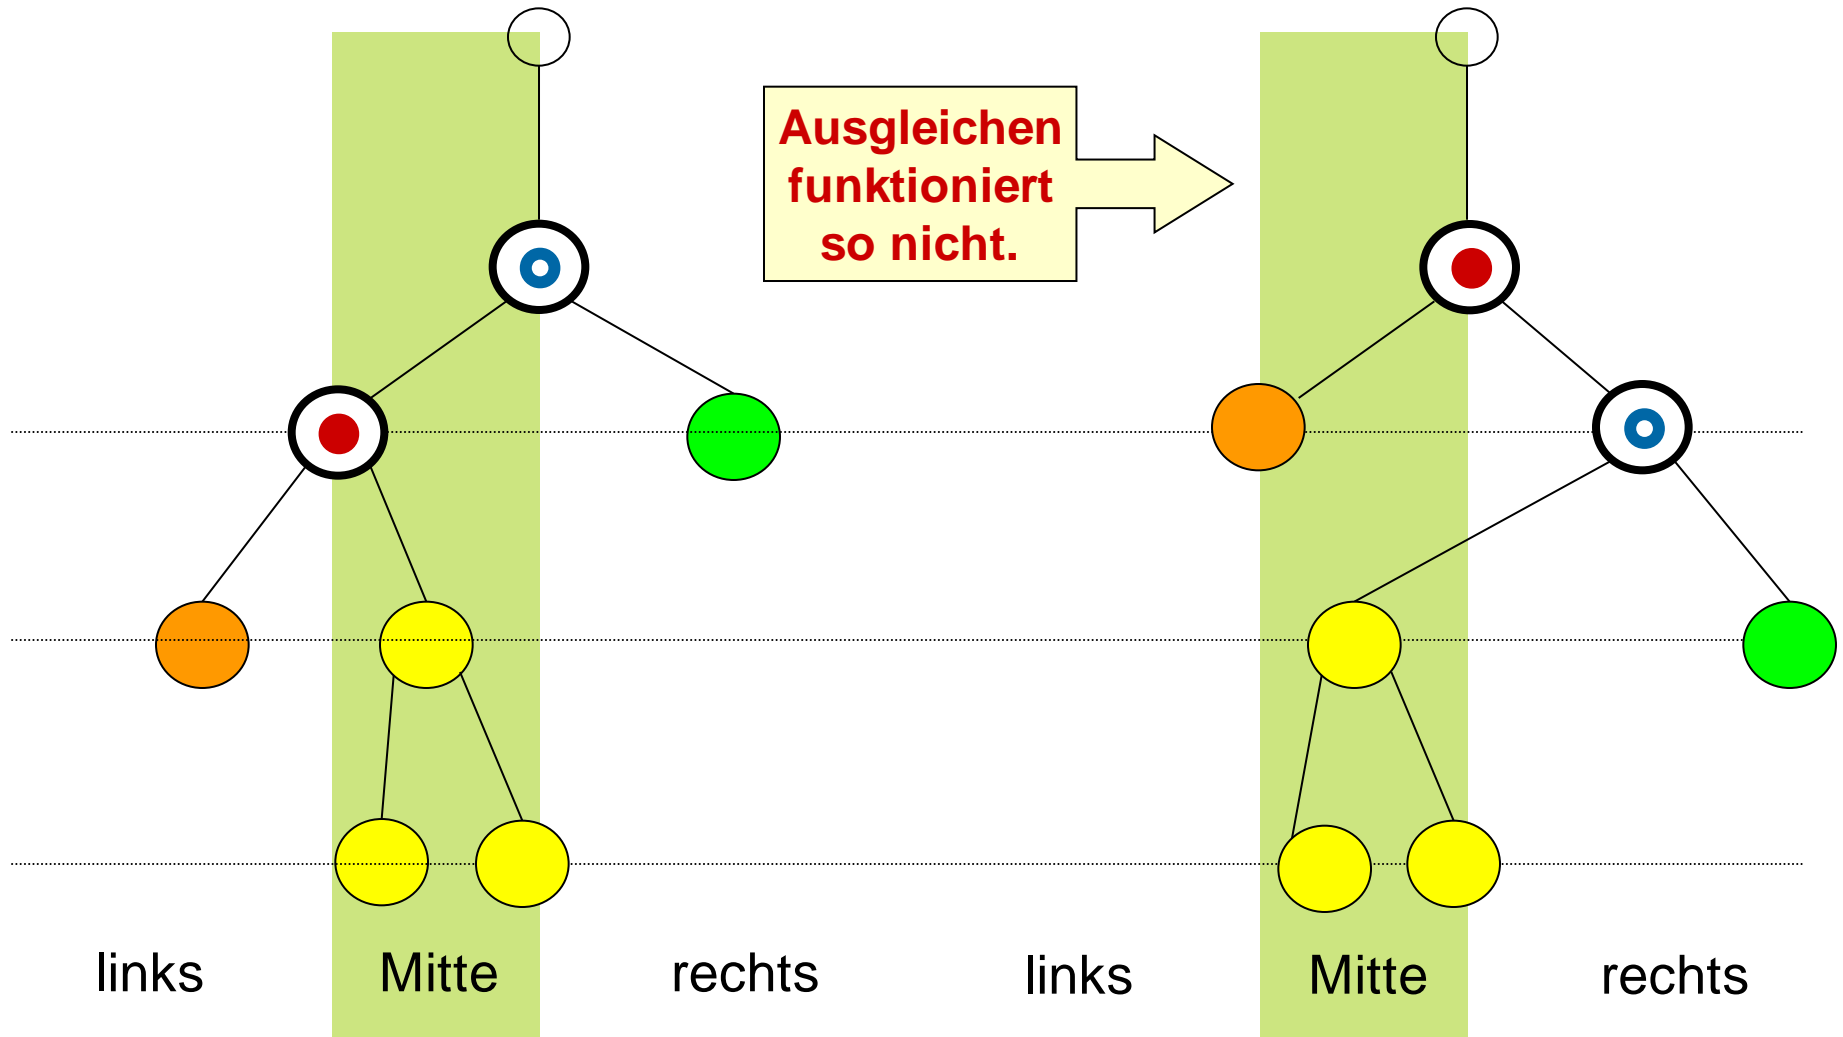 Ausgleichen
funktioniert
so nicht.
links Mitte rechts links Mitte rechts